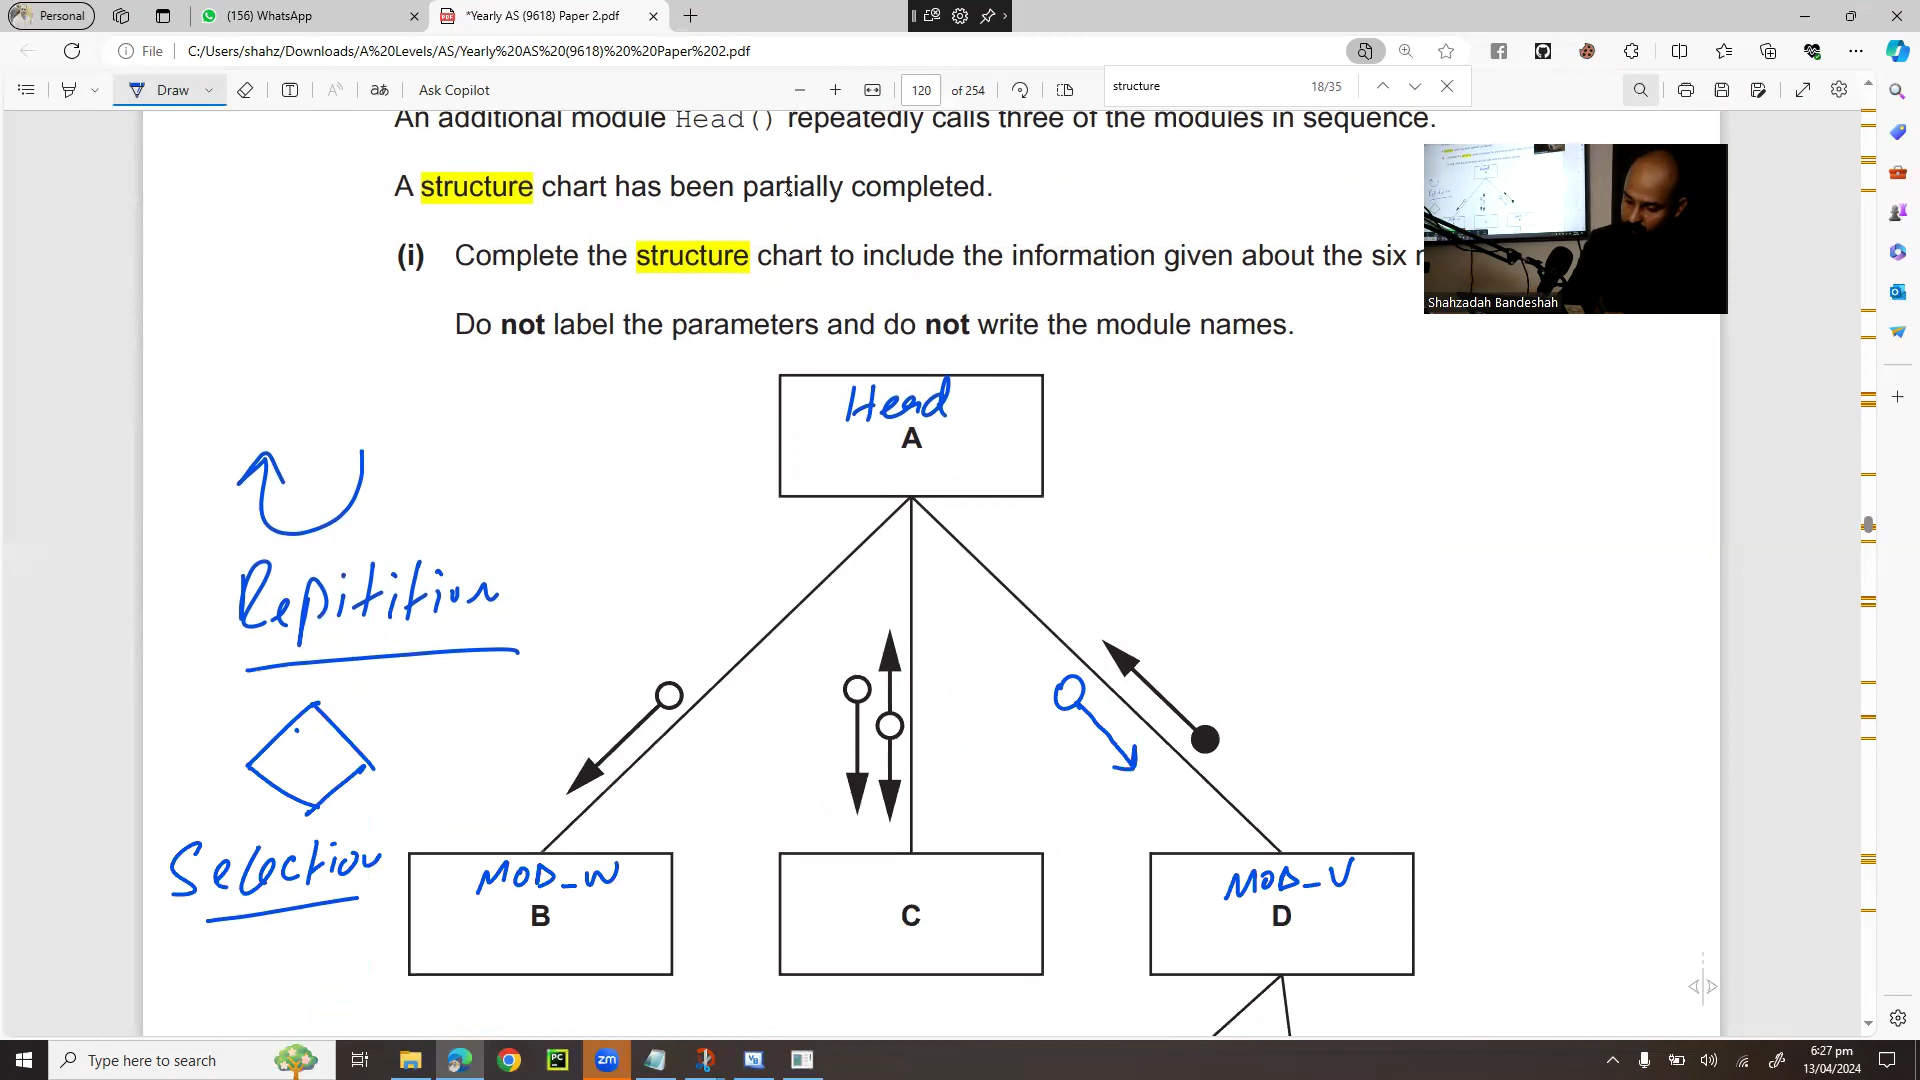 Personal
(156) WhatsApp
*Yearly AS (9618) Paper 2.pdf
File
C:/Users/shahz/Downloads/A%20Levels/AS/Yearly%20AS%20(9618)%20%20Paper%202.pdf
Draw
Ask Copilot
120 of 254
structure 18/35
An additional module Head() repeatedly calls three of the modules in sequence.
A structure chart has been partially completed.
(i) Complete the structure chart to include the information given about the six
Do not label the parameters and do not write the module names.
Shahzadah Bandeshah
Head
A
Repitition
Selection
MOD_W
B
C
MOD_V
D
Type here to search
6:27 pm
13/04/2024